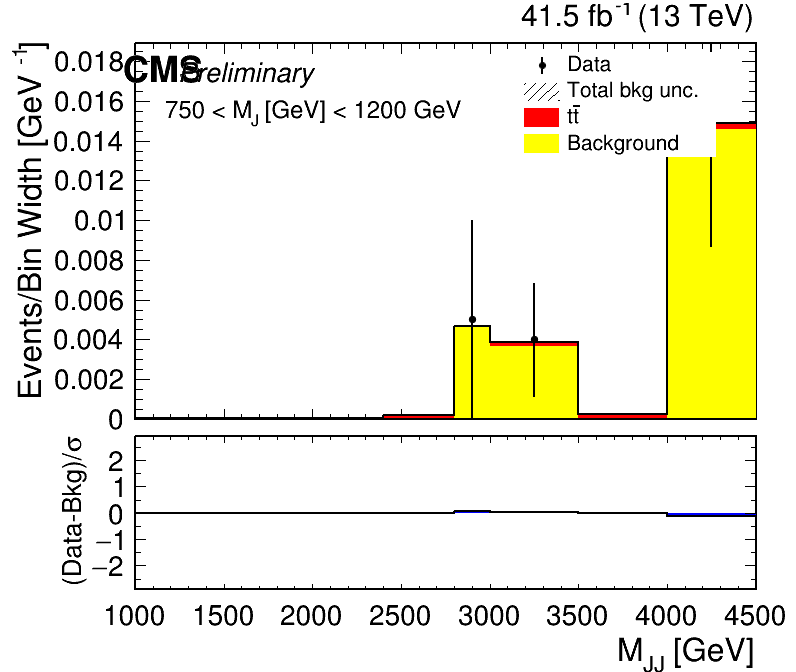 41.5 fb-1 (13 TeV)
CMS Preliminary
750 < MJ [GeV] < 1200 GeV
Data
Total bkg unc.
tt̄
Background
Events/Bin Width [GeV-1]
0.018
0.016
0.014
0.012
0.01
0.008
0.006
0.004
0.002
0
(Data-Bkg)/σ
2
1
0
−1
−2
1000 1500 2000 2500 3000 3500 4000 4500
MJJ [GeV]